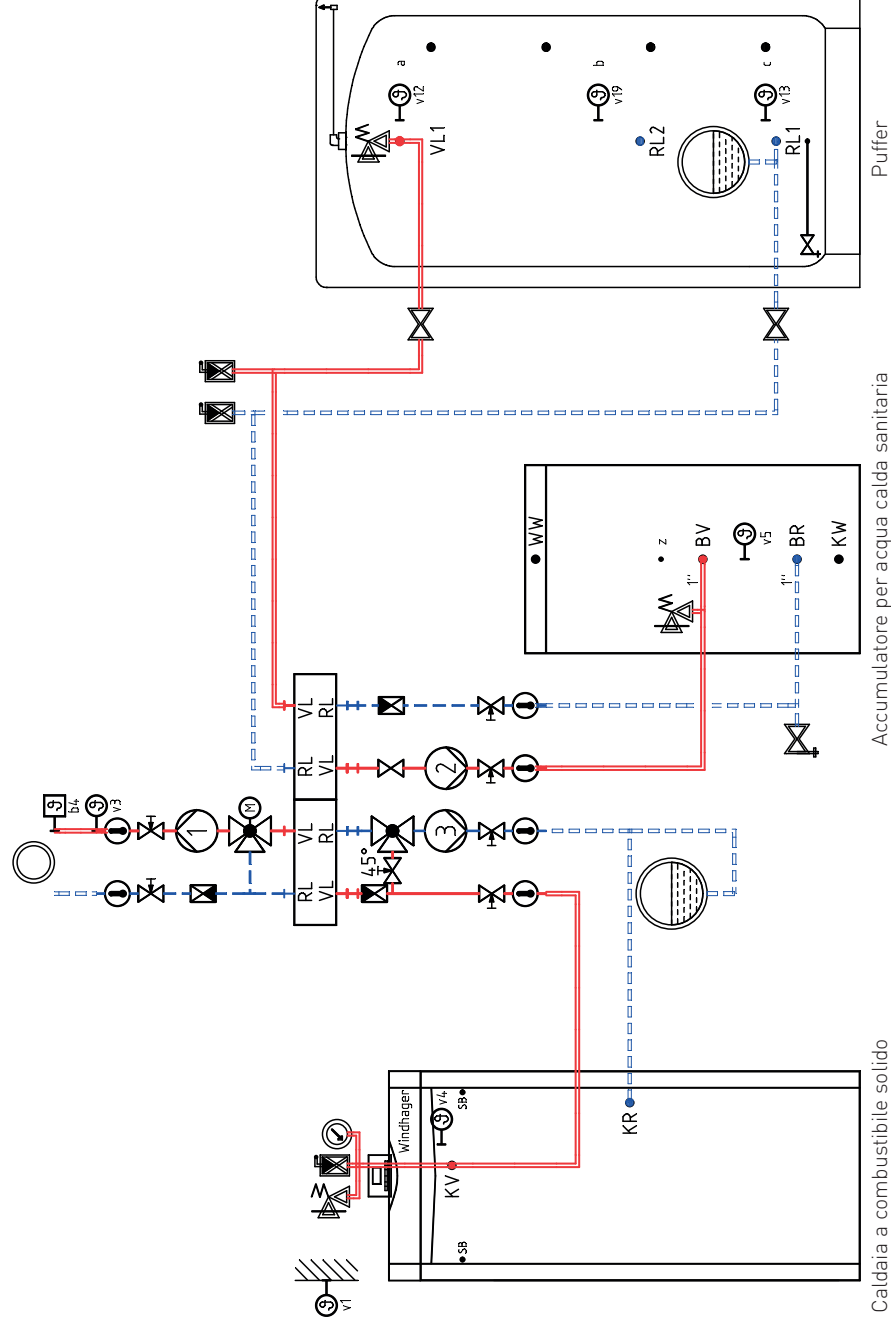 a
b
c
ϑ
v12
ϑ
v19
ϑ
v13
VL1
RL2
RL1
Puffer
WW
z
1"
BV
ϑ
v5
1"
BR
KW
Accumulatore per acqua calda sanitaria
ϑ
b4
ϑ
v3
1
M
RL
VL
RL
VL
VL
RL
VL
RL
45°
2
3
Windhager
ϑ
v4
SB
SB
KV
KR
ϑ
v1
Caldaia a combustibile solido